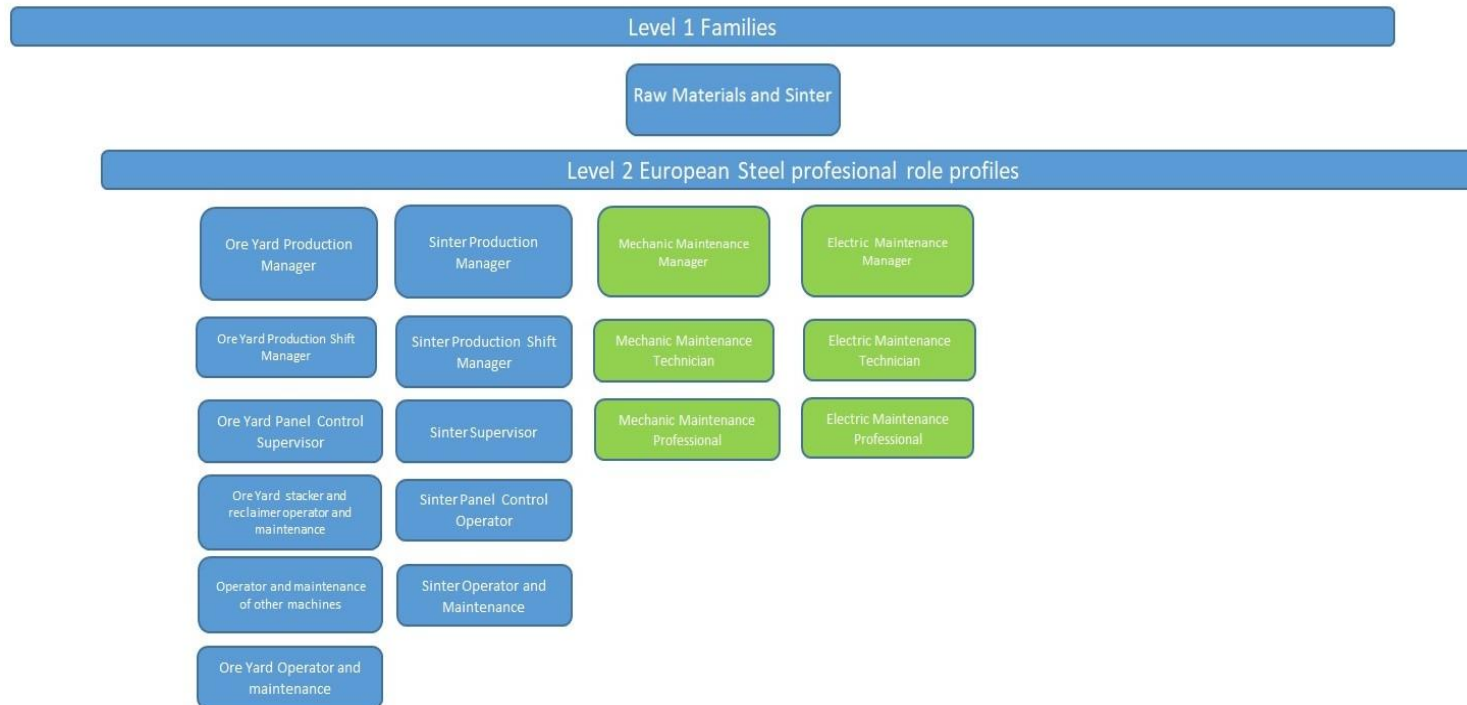 Level 1 Families
Raw Materials and Sinter
Level 2 European Steel profesional role profiles
Ore Yard Production
Manager
Sinter Production
Manager
Mechanic Maintenance
Manager
Electric Maintenance
Manager
Ore Yard Production Shift
Manager
Sinter Production Shift
Manager
Mechanic Maintenance
Technician
Electric Maintenance
Technician
Ore Yard Panel Control
Supervisor
Sinter Supervisor
Mechanic Maintenance
Professional
Electric Maintenance
Professional
Ore Yard stacker and
reclaimer operator and
maintenance
Sinter Panel Control
Operator
Operator and maintenance
of other machines
Sinter Operator and
Maintenance
Ore Yard Operator and
maintenance